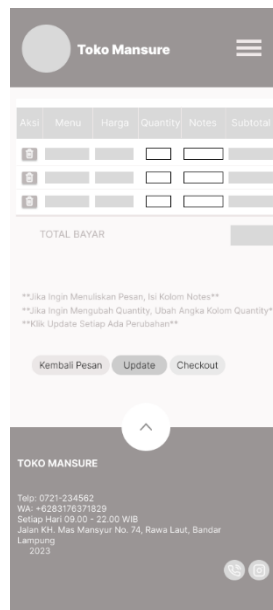 Toko Mansure
Aksi Menu Harga Quantity Notes Subtotal
TOTAL BAYAR
**Jika Ingin Menuliskan Pesan, Isi Kolom Notes**
**Jika Ingin Mengubah Quantity, Ubah Angka Kolom Quantity*
**Klik Update Setiap Ada Perubahan**
Kembali Pesan Update Checkout
TOKO MANSURE
Telp: 0721-234562
WA: +6283176371829
Setiap Hari 09.00 - 22.00 WIB
Jalan KH. Mas Mansyur No. 74, Rawa Laut, Bandar
Lampung
2023